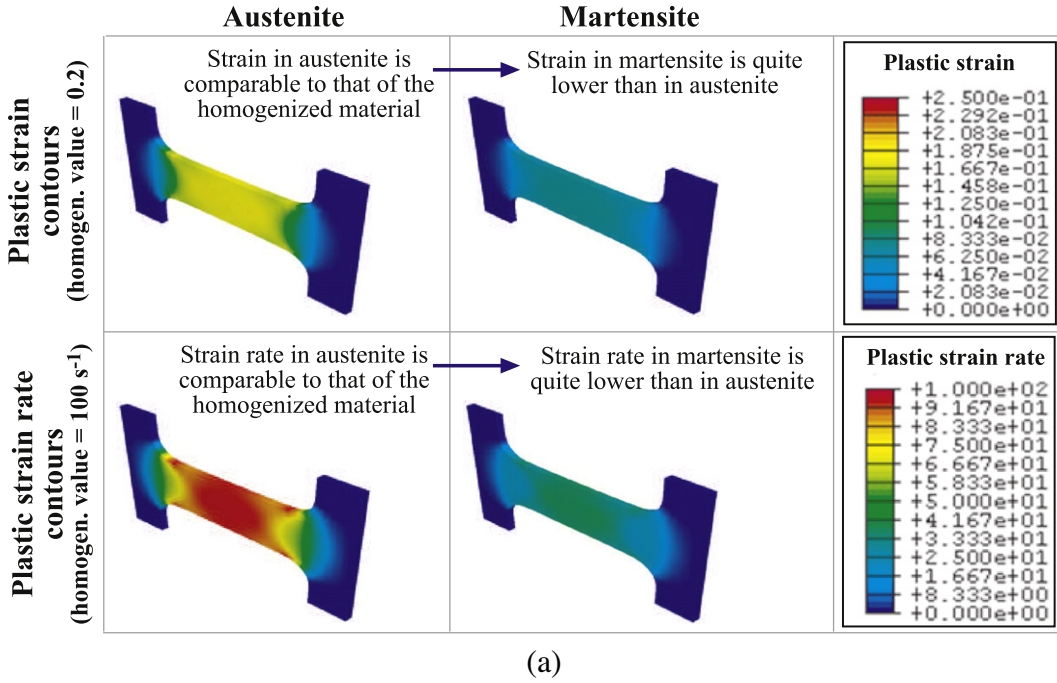 Austenite
Martensite
Plastic strain
contours
(homogen. value = 0.2)
Strain in austenite is
comparable to that of the
homogenized material
Strain in martensite is quite
lower than in austenite
Plastic strain
+2.500e-01
+2.292e-01
+2.083e-01
+1.875e-01
+1.667e-01
+1.458e-01
+1.250e-01
+1.042e-01
+8.333e-02
+6.250e-02
+4.167e-02
+2.083e-02
+0.000e+00
Plastic strain rate
contours
(homogen. value = 100 s-1)
Strain rate in austenite is
comparable to that of the
homogenized material
Strain rate in martensite is
quite lower than in austenite
Plastic strain rate
+1.000e+02
+9.167e+01
+8.333e+01
+7.500e+01
+6.667e+01
+5.833e+01
+5.000e+01
+4.167e+01
+3.333e+01
+2.500e+01
+1.667e+01
+8.333e+00
+0.000e+00
(a)